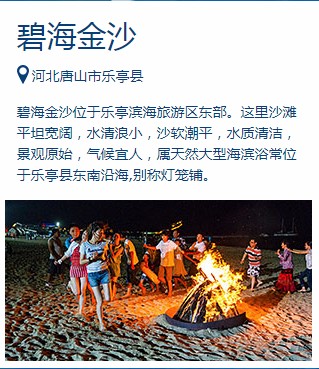 碧海金沙
河北唐山市乐亭县
碧海金沙位于乐亭滨海旅游区东部。这里沙滩
平坦宽阔，水清浪小，沙软潮平，水质清洁，
景观原始，气候宜人，属天然大型海滨浴常位
于乐亭县东南沿海,别称灯笼铺。